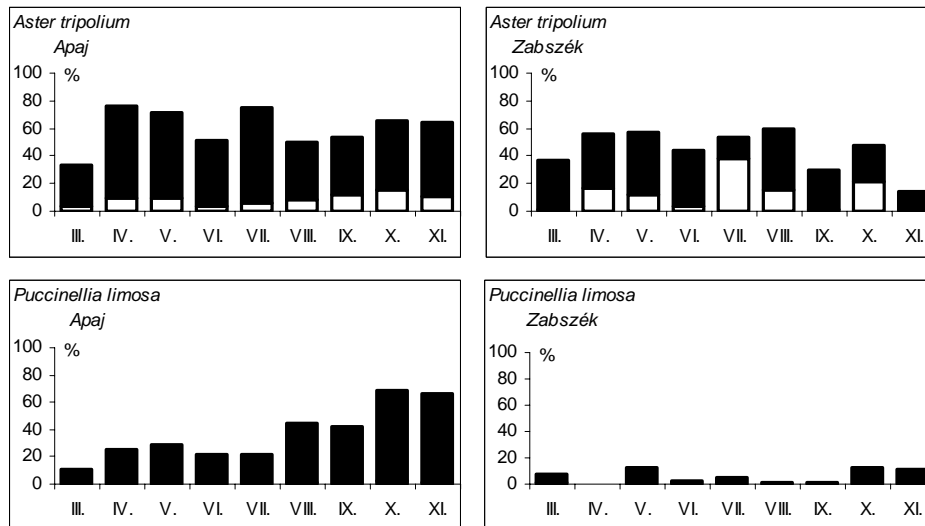 Aster tripolium
Apaj
%
100
80
60
40
20
0
III. IV. V. VI. VII. VIII. IX. X. XI.
Aster tripolium
Zabszék
%
100
80
60
40
20
0
III. IV. V. VI. VII. VIII. IX. X. XI.
Puccinellia limosa
Apaj
%
100
80
60
40
20
0
III. IV. V. VI. VII. VIII. IX. X. XI.
Puccinellia limosa
Zabszék
%
100
80
60
40
20
0
III. IV. V. VI. VII. VIII. IX. X. XI.